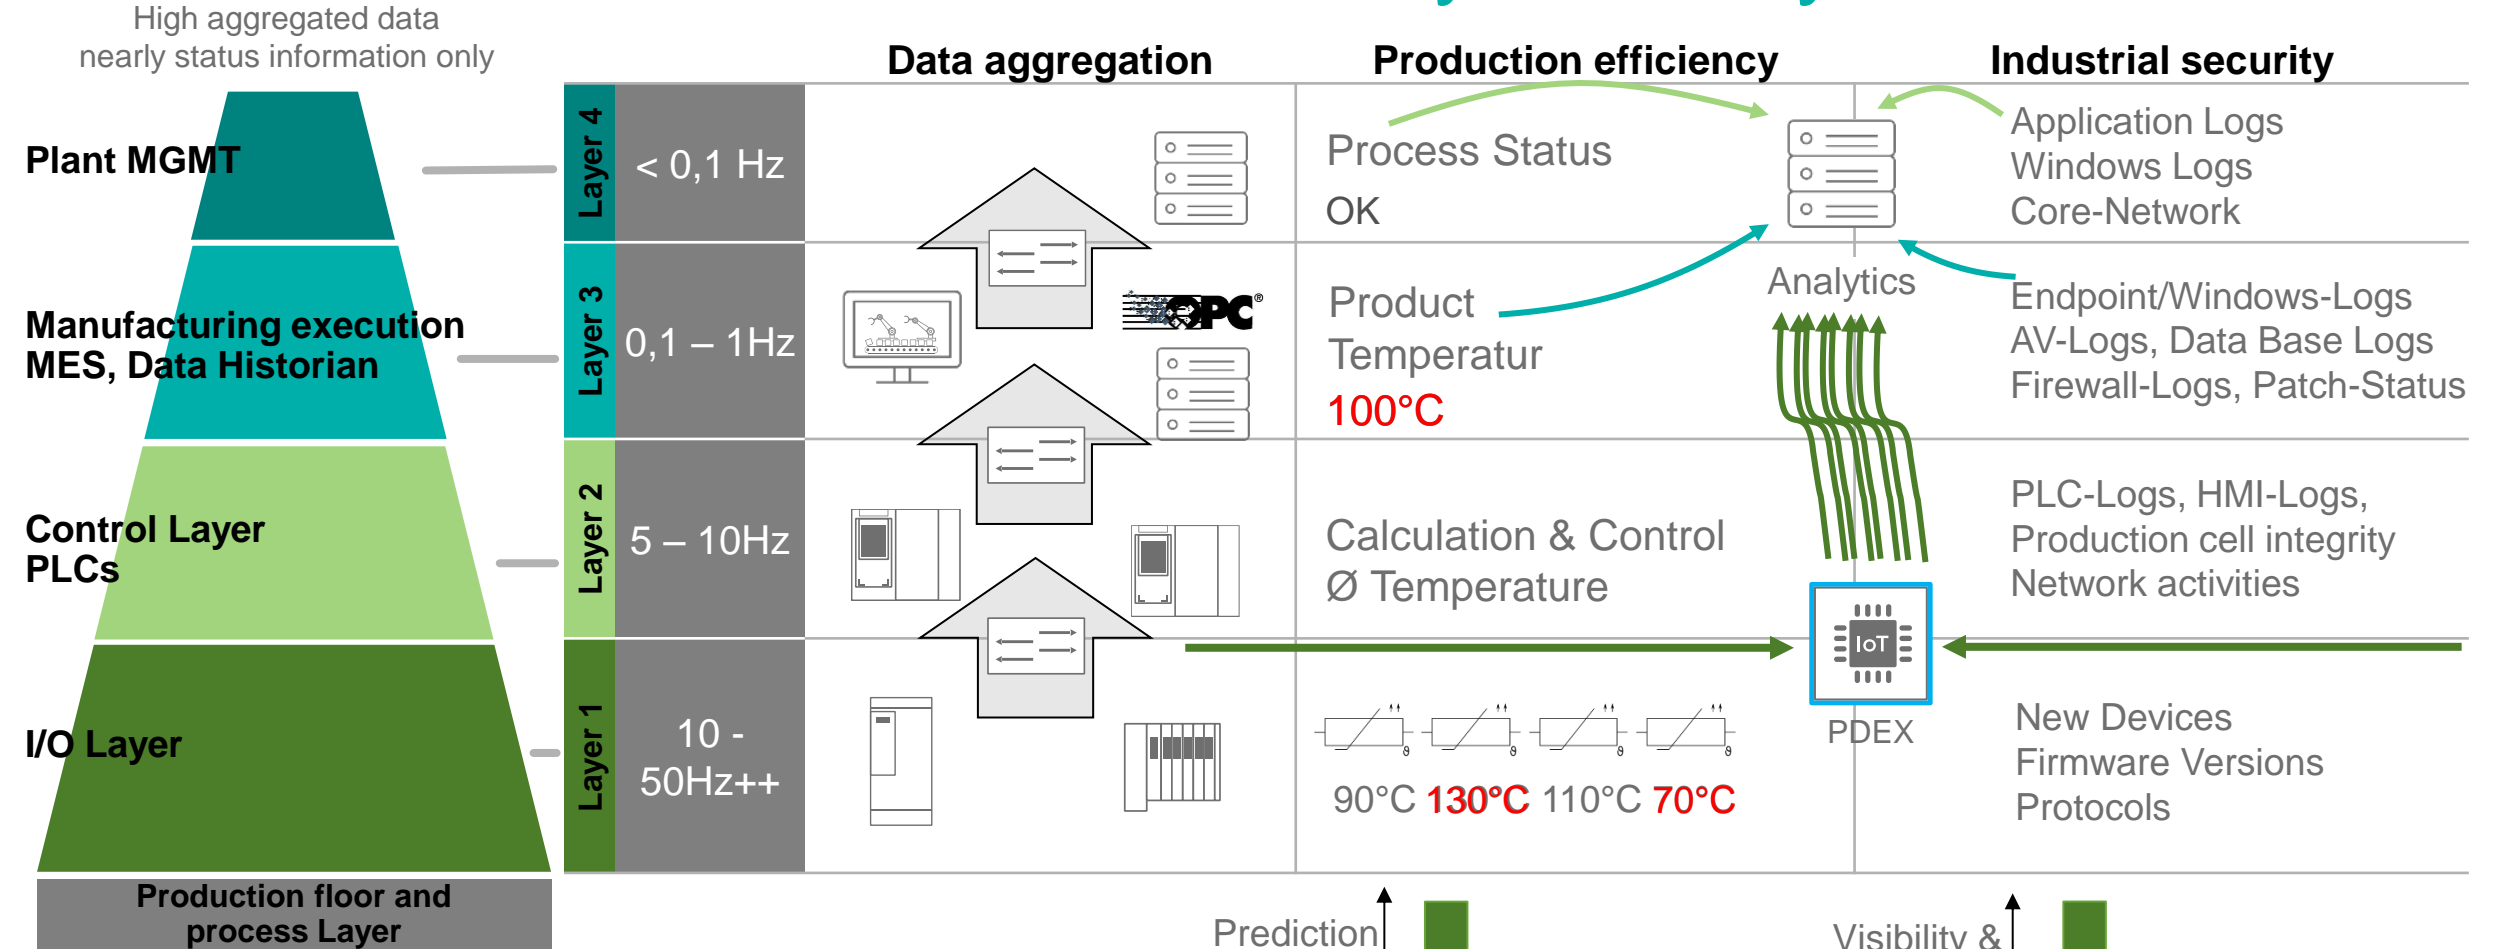 High aggregated data
nearly status information only
Data aggregation
Production efficiency
Industrial security
Plant MGMT
Layer 4
< 0,1 Hz
Process Status
OK
Application Logs
Windows Logs
Core-Network
Manufacturing execution
MES, Data Historian
Layer 3
0,1 – 1Hz
OPC®
Product
Temperatur
100°C
Analytics
Endpoint/Windows-Logs
AV-Logs, Data Base Logs
Firewall-Logs, Patch-Status
Control Layer
PLCs
Layer 2
5 – 10Hz
Calculation & Control
Ø Temperature
PLC-Logs, HMI-Logs,
Production cell integrity
Network activities
I/O Layer
Layer 1
10 -
50Hz++
ϑ ϑ ϑ ϑ
90°C 130°C 110°C 70°C
IoT
PDEX
New Devices
Firmware Versions
Protocols
Production floor and
process Layer
Prediction
Visibility &